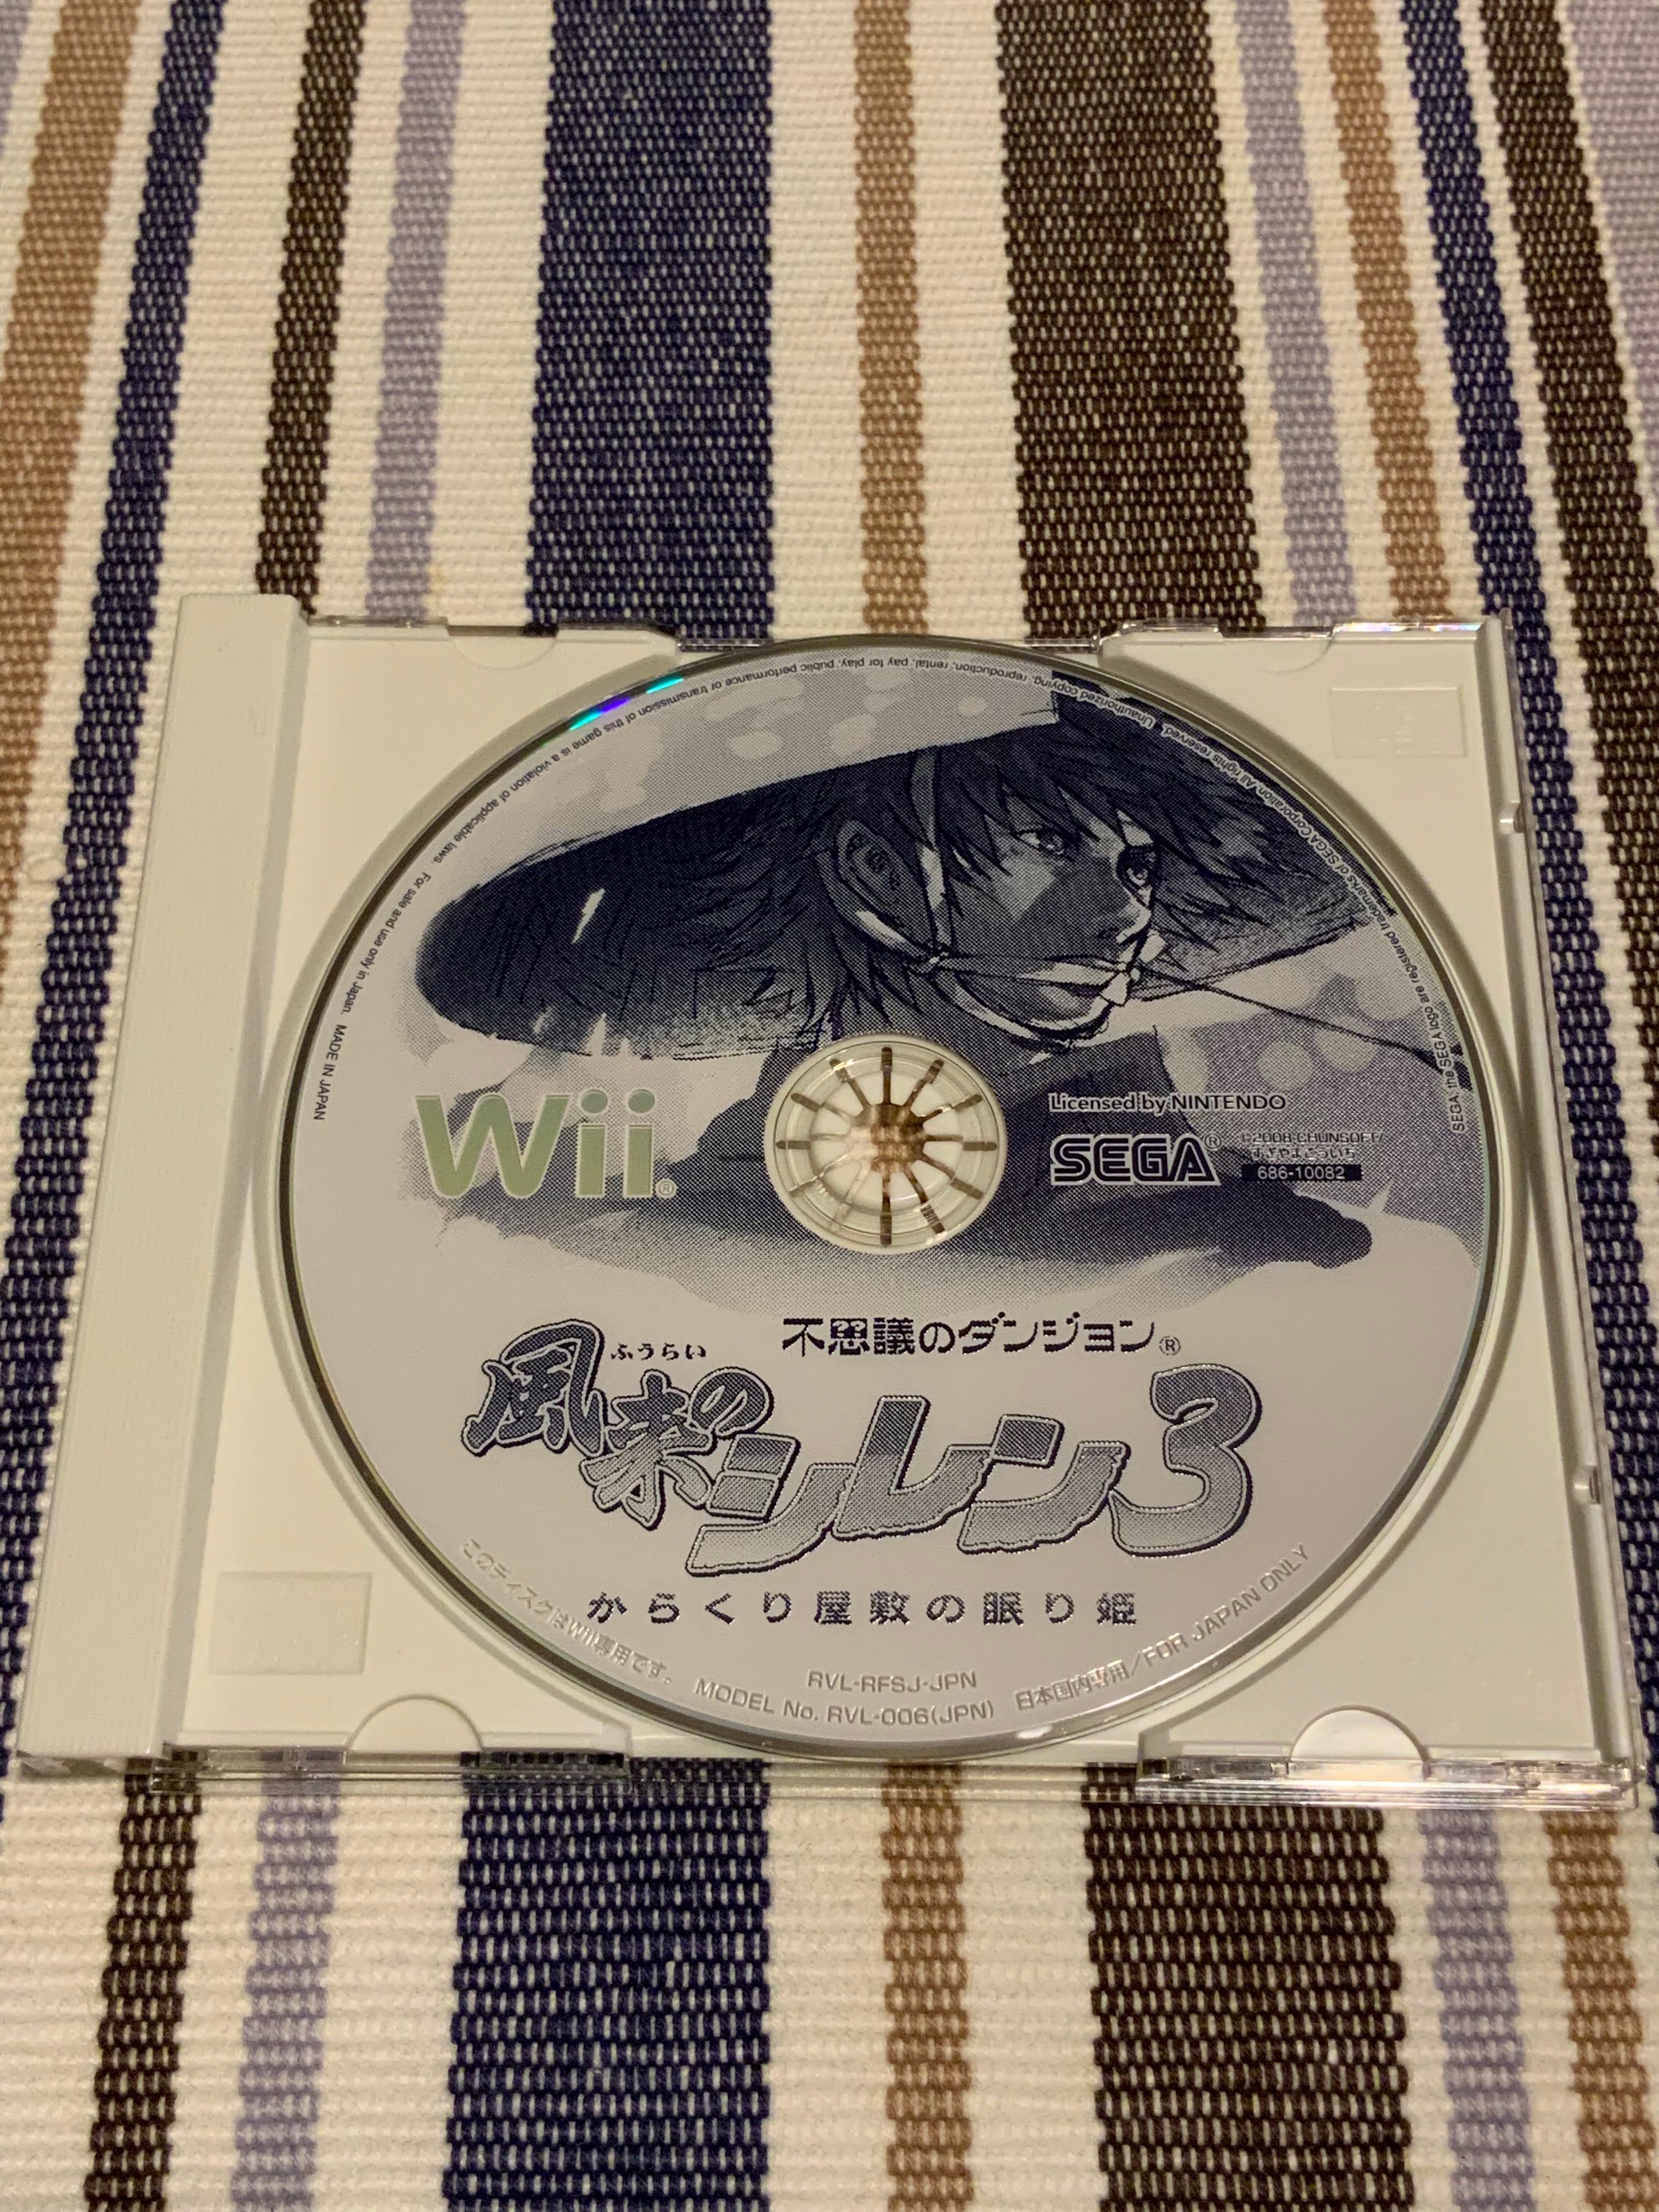 SEGA, the SEGA logo are registered trademarks of SEGA Corporation. All rights reserved. Unauthorized copying, reproduction, rental, pay, pay for play, public performance or transmission of this game is a violation of applicable laws. For sale and use only in Japan. MADE IN JAPAN
Wii®
Licensed by NINTENDO
SEGA®
©2008 CHUNSOFT/
すぎやまこういち
686-10082
不思議のダンジョン®
ふうらい
風来のシレン3
からくり屋敷の眠り姫
RVL-RFSJ-JPN
このディスクはWii専用です。 MODEL No. RVL-006(JPN) 日本国内専用/FOR JAPAN ONLY